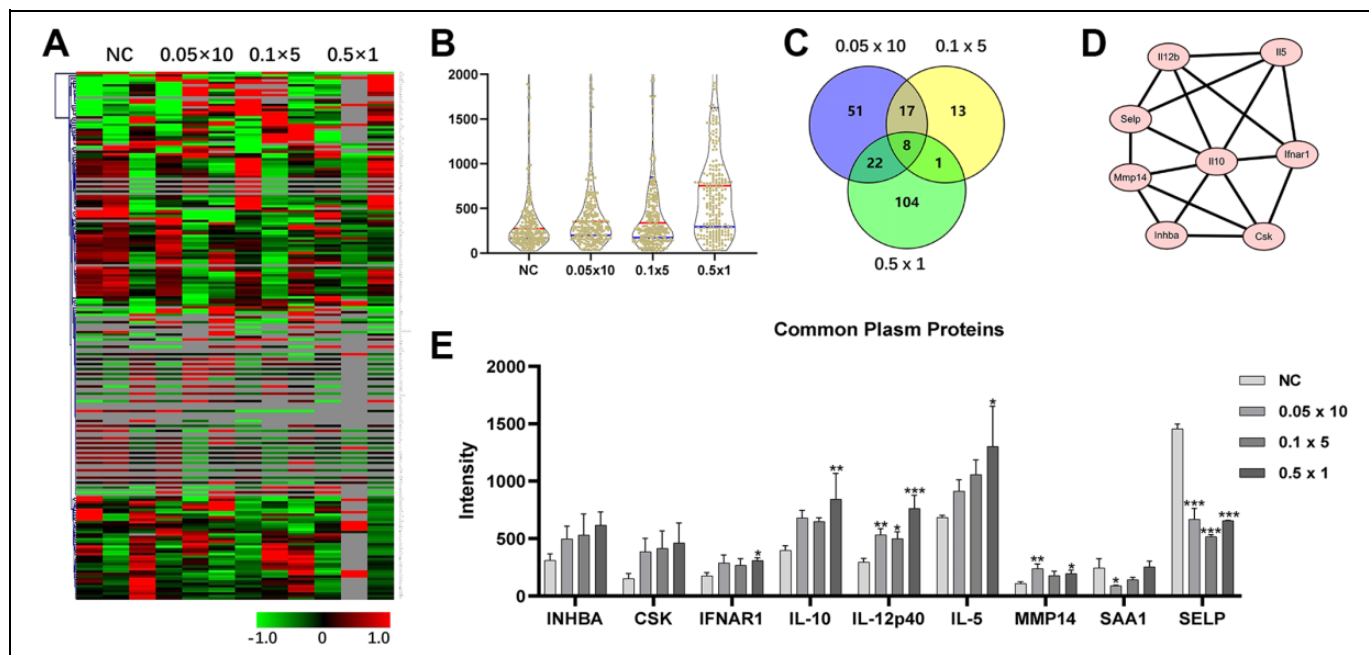 A
NC 0.05×10 0.1×5 0.5×1
-1.0 0 1.0
B
2000
1500
1000
500
0
NC 0.05x10 0.1x5 0.5x1
C
0.05 x 10 0.1 x 5
51 17 13
8
22 1
104
0.5 x 1
D
Il12b Il5
Selp
Il10 Ifnar1
Mmp14
Inhba Csk
E
Common Plasm Proteins
Intensity
2000
1500
1000
500
0
* ** *** ** * * ** * * *** *** ***
INHBA CSK IFNAR1 IL-10 IL-12p40 IL-5 MMP14 SAA1 SELP
NC
0.05 x 10
0.1 x 5
0.5 x 1